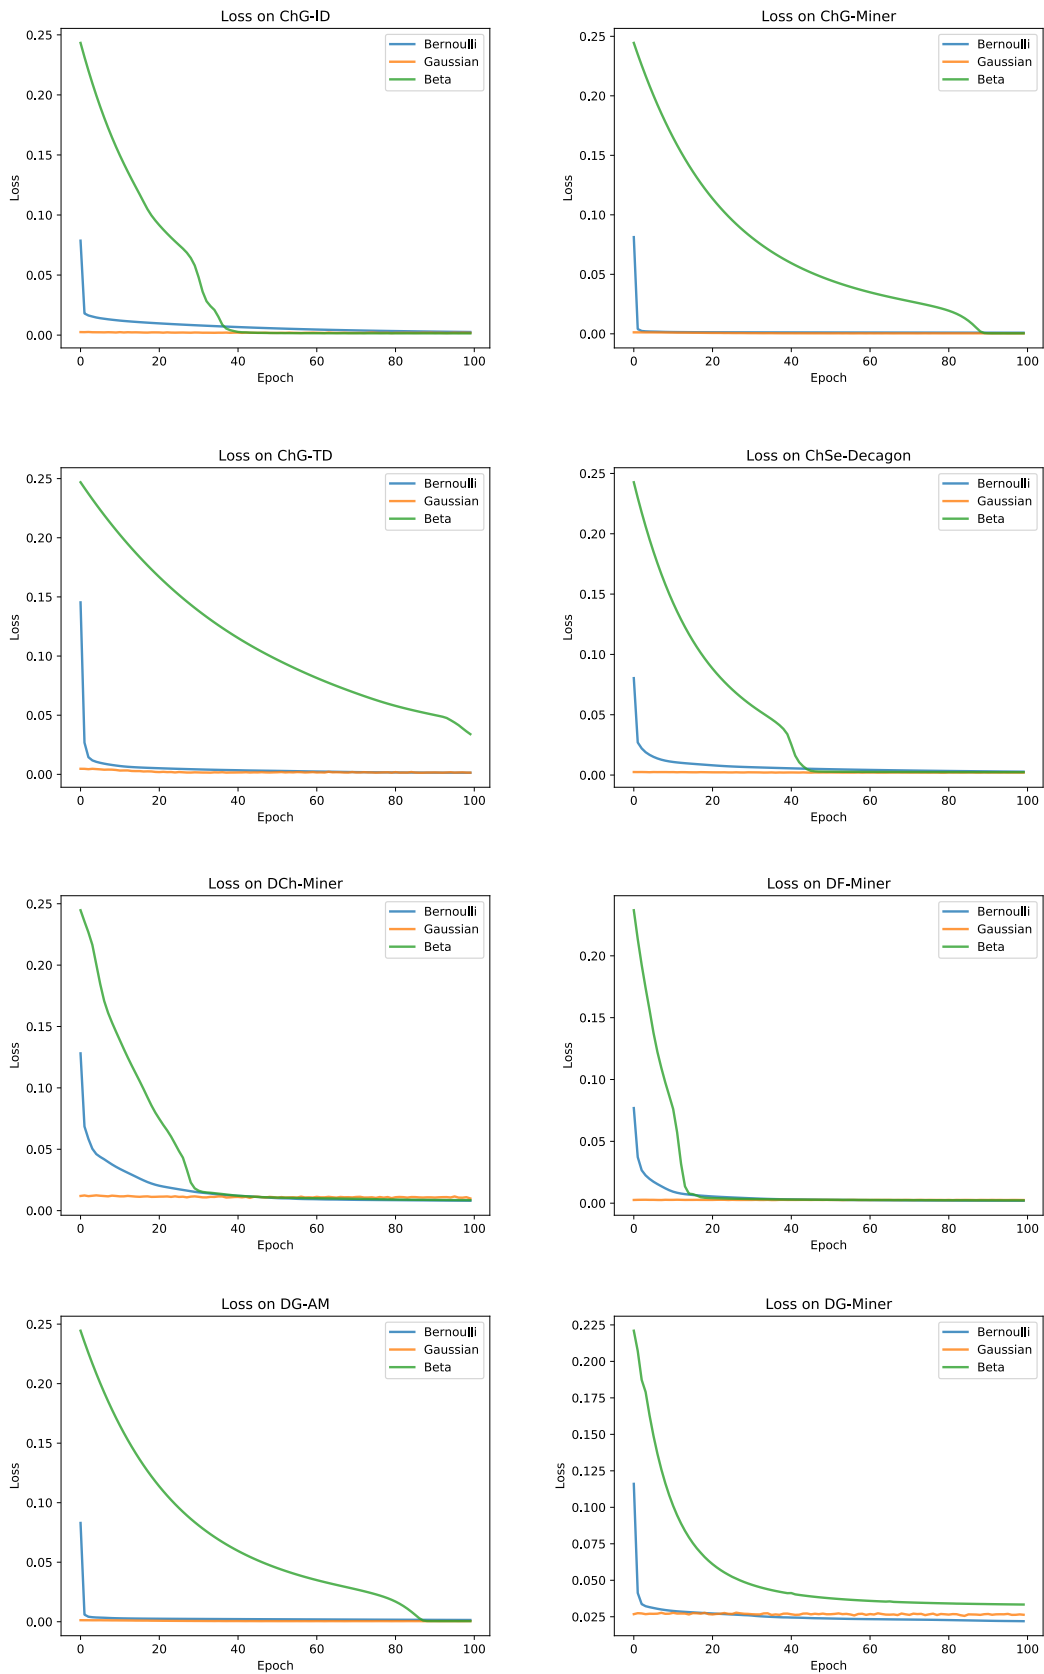 Loss on ChG-ID
Bernoulli
Gaussian
Beta
0.25
0.20
0.15
0.10
0.05
0.00
Loss
0 20 40 60 80 100
Epoch
Loss on ChG-Miner
Bernoulli
Gaussian
Beta
0.25
0.20
0.15
0.10
0.05
0.00
Loss
0 20 40 60 80 100
Epoch
Loss on ChG-TD
Bernoulli
Gaussian
Beta
0.25
0.20
0.15
0.10
0.05
0.00
Loss
0 20 40 60 80 100
Epoch
Loss on ChSe-Decagon
Bernoulli
Gaussian
Beta
0.25
0.20
0.15
0.10
0.05
0.00
Loss
0 20 40 60 80 100
Epoch
Loss on DCh-Miner
Bernoulli
Gaussian
Beta
0.25
0.20
0.15
0.10
0.05
0.00
Loss
0 20 40 60 80 100
Epoch
Loss on DF-Miner
Bernoulli
Gaussian
Beta
0.20
0.15
0.10
0.05
0.00
Loss
0 20 40 60 80 100
Epoch
Loss on DG-AM
Bernoulli
Gaussian
Beta
0.25
0.20
0.15
0.10
0.05
0.00
Loss
0 20 40 60 80 100
Epoch
Loss on DG-Miner
Bernoulli
Gaussian
Beta
0.225
0.200
0.175
0.150
0.125
0.100
0.075
0.050
0.025
Loss
0 20 40 60 80 100
Epoch